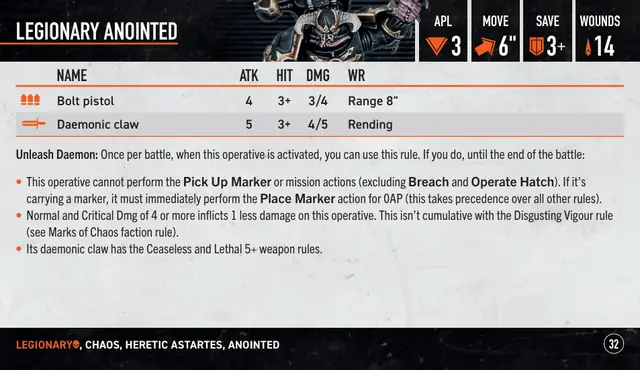 LEGIONARY ANOINTED
APL MOVE SAVE WOUNDS
3 6" 3+ 14
NAME ATK HIT DMG WR
Bolt pistol 4 3+ 3/4 Range 8"
Daemonic claw 5 3+ 4/5 Rending
Unleash Daemon: Once per battle, when this operative is activated, you can use this rule. If you do, until the end of the battle:
• This operative cannot perform the Pick Up Marker or mission actions (excluding Breach and Operate Hatch). If it's
carrying a marker, it must immediately perform the Place Marker action for 0AP (this takes precedence over all other rules).
• Normal and Critical Dmg of 4 or more inflicts 1 less damage on this operative. This isn't cumulative with the Disgusting Vigour rule
(see Marks of Chaos faction rule).
• Its daemonic claw has the Ceaseless and Lethal 5+ weapon rules.
LEGIONARY, CHAOS, HERETIC ASTARTES, ANOINTED
32